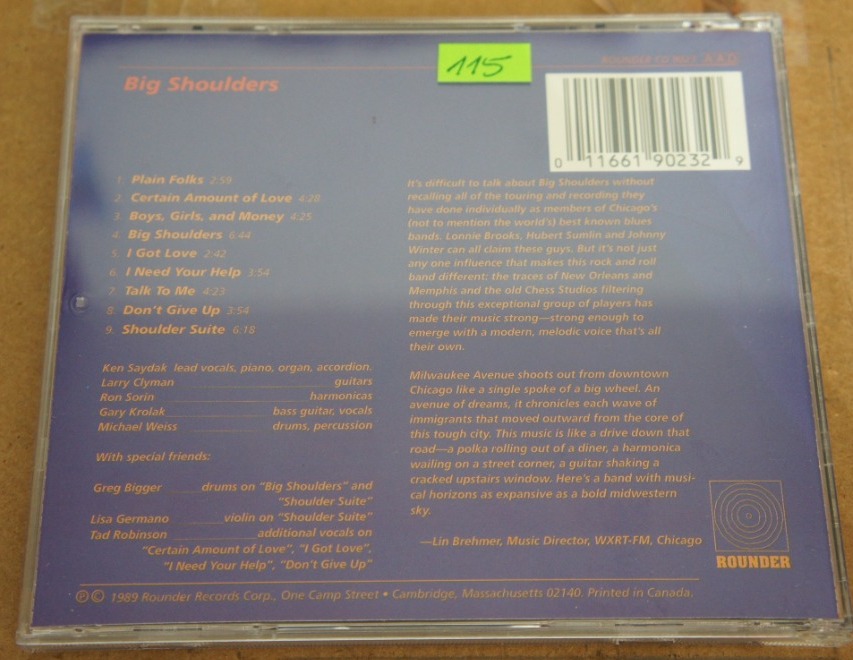 115
ROUNDER CD 9023 AAD
Big Shoulders
0 11661 90232 9
1. Plain Folks 2:59
2. Certain Amount of Love 4:28
3. Boys, Girls, and Money 4:25
4. Big Shoulders 6:44
5. I Got Love 2:42
6. I Need Your Help 3:54
7. Talk To Me 4:23
8. Don't Give Up 3:54
9. Shoulder Suite 6:18
Ken Saydak lead vocals, piano, organ, accordion.
Larry Clyman guitars
Ron Sorin harmonicas
Gary Krolak bass guitar, vocals
Michael Weiss drums, percussion
With special friends:
Greg Bigger drums on "Big Shoulders" and
"Shoulder Suite"
Lisa Germano violin on "Shoulder Suite"
Tad Robinson additional vocals on
"Certain Amount of Love", "I Got Love",
"I Need Your Help", "Don't Give Up"
It's difficult to talk about Big Shoulders without
recalling all of the touring and recording they
have done individually as members of Chicago's
(not to mention the world's) best known blues
bands. Lonnie Brooks, Hubert Sumlin and Johnny
Winter can all claim these guys. But it's not just
any one influence that makes this rock and roll
band different; the traces of New Orleans and
Memphis and the old Chess Studios filtering
through this exceptional group of players has
made their music strong—strong enough to
emerge with a modern, melodic voice that's all
their own.
Milwaukee Avenue shoots out from downtown
Chicago like a single spoke of a big wheel. An
avenue of dreams, it chronicles each wave of
immigrants that moved outward from the core of
this tough city. This music is like a drive down that
road—a polka rolling out of a diner, a harmonica
wailing on a street corner, a guitar shaking a
cracked upstairs window. Here's a band with musi-
cal horizons as expansive as a bold midwestern
sky.
—Lin Brehmer, Music Director, WXRT-FM, Chicago
ROUNDER
℗ © 1989 Rounder Records Corp., One Camp Street • Cambridge, Massachusetts 02140. Printed in Canada.